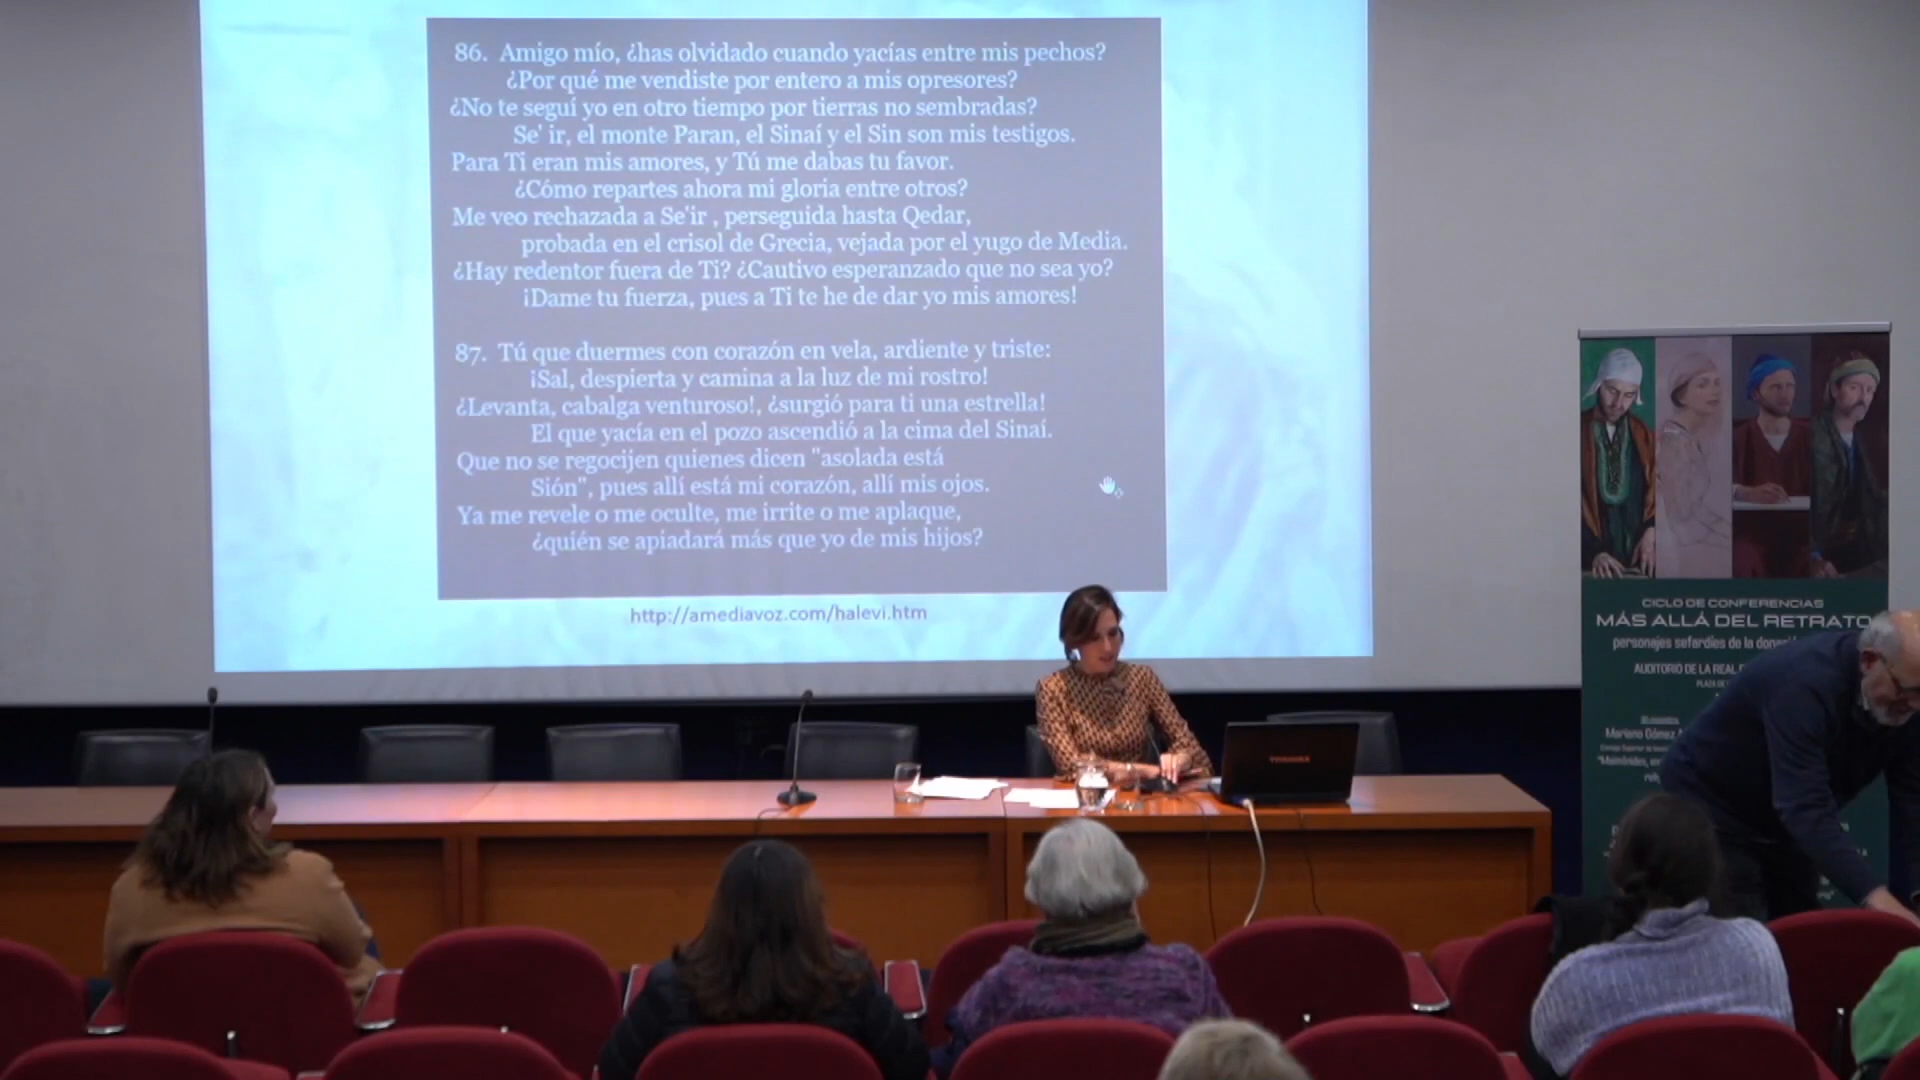 86. Amigo mío, ¿has olvidado cuando yacías entre mis pechos?
¿Por qué me vendiste por entero a mis opresores?
¿No te seguí yo en otro tiempo por tierras no sembradas?
Se' ir, el monte Paran, el Sinaí y el Sin son mis testigos.
Para Ti eran mis amores, y Tú me dabas tu favor.
¿Cómo repartes ahora mi gloria entre otros?
Me veo rechazada a Se'ir , perseguida hasta Qedar,
probada en el crisol de Grecia, vejada por el yugo de Media.
¿Hay redentor fuera de Ti? ¿Cautivo esperanzado que no sea yo?
¡Dame tu fuerza, pues a Ti te he de dar yo mis amores!
87. Tú que duermes con corazón en vela, ardiente y triste:
¡Sal, despierta y camina a la luz de mi rostro!
¿Levanta, cabalga venturoso!, ¿surgió para ti una estrella!
El que yacía en el pozo ascendió a la cima del Sinaí.
Que no se regocijen quienes dicen "asolada está
Sión", pues allí está mi corazón, allí mis ojos.
Ya me revele o me oculte, me irrite o me aplaque,
¿quién se apiadará más que yo de mis hijos?
http://amediavoz.com/halevi.htm
CICLO DE CONFERENCIAS
MÁS ALLÁ DEL RETRATO
personajes sefardíes de la
AUDITORIO DE LA REAL
Mariano Gómez
TOSHIBA